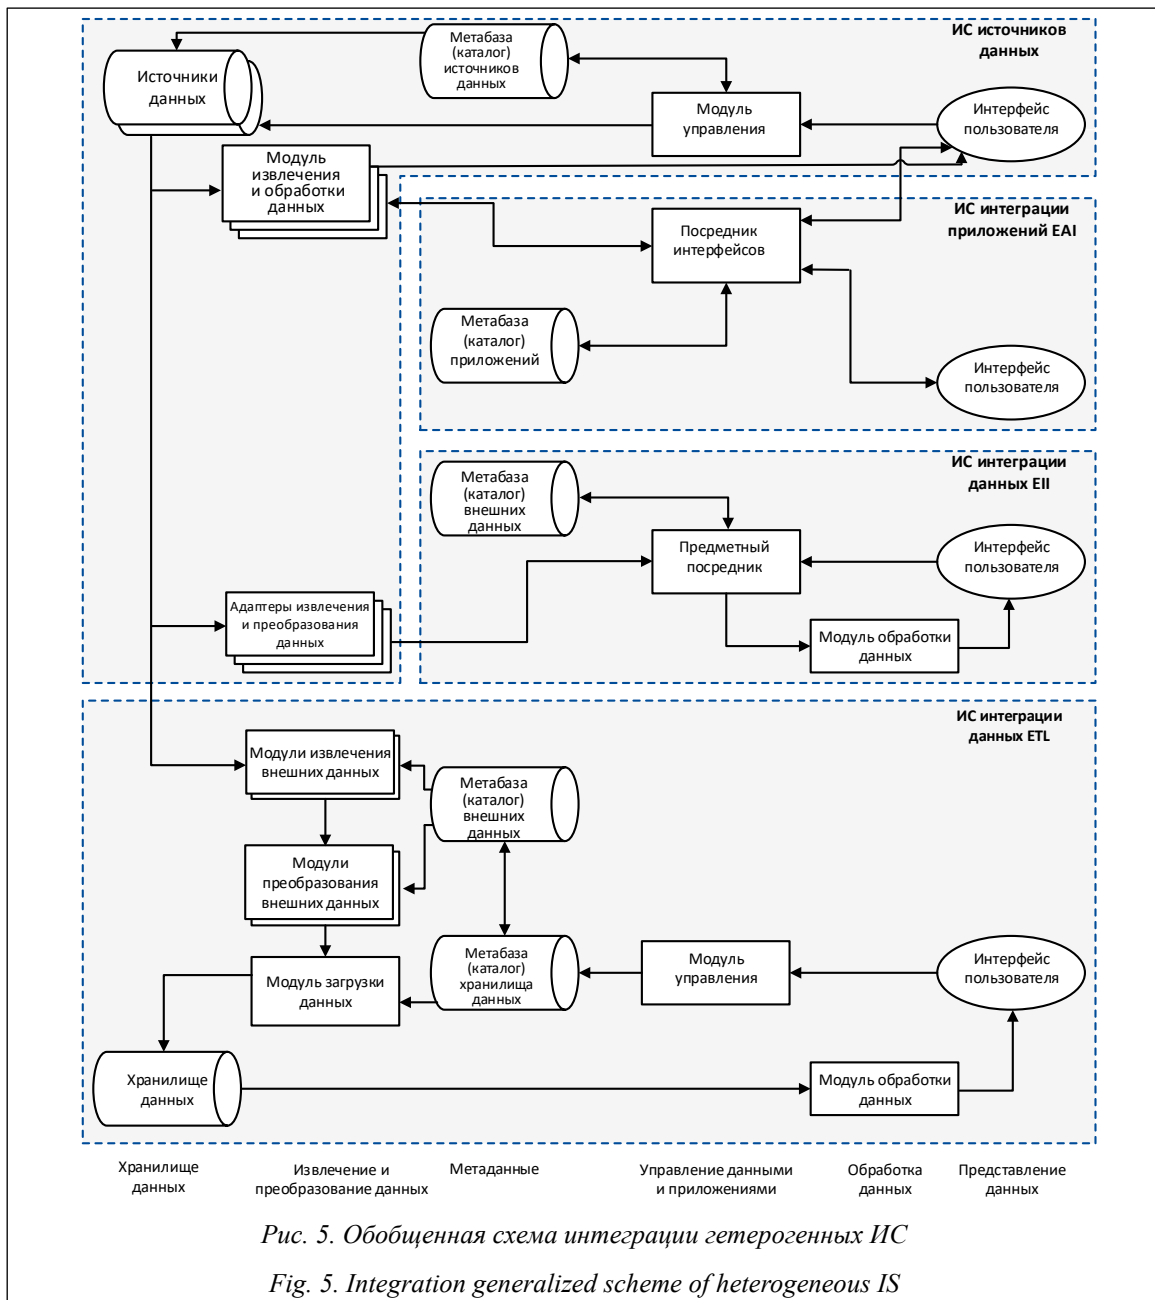 ИС источников
данных
Метабаза
(каталог)
источников
данных
Источники
данных
Модуль
управления
Интерфейс
пользователя
Модуль
извлечения
и обработки
данных
ИС интеграции
приложений EAI
Посредник
интерфейсов
Метабаза
(каталог)
приложений
Интерфейс
пользователя
ИС интеграции
данных EII
Метабаза
(каталог)
внешних
данных
Предметный
посредник
Интерфейс
пользователя
Адаптеры извлечения
и преобразования
данных
Модуль обработки
данных
ИС интеграции
данных ETL
Модули извлечения
внешних данных
Метабаза
(каталог)
внешних
данных
Модули
преобразования
внешних данных
Метабаза
(каталог)
хранилища
данных
Модуль
управления
Интерфейс
пользователя
Модуль загрузки
данных
Хранилище
данных
Модуль обработки
данных
Хранилище
данных
Извлечение и
преобразование данных
Метаданные
Управление данными
и приложениями
Обработка
данных
Представление
данных
Рис. 5. Обобщенная схема интеграции гетерогенных ИС
Fig. 5. Integration generalized scheme of heterogeneous IS